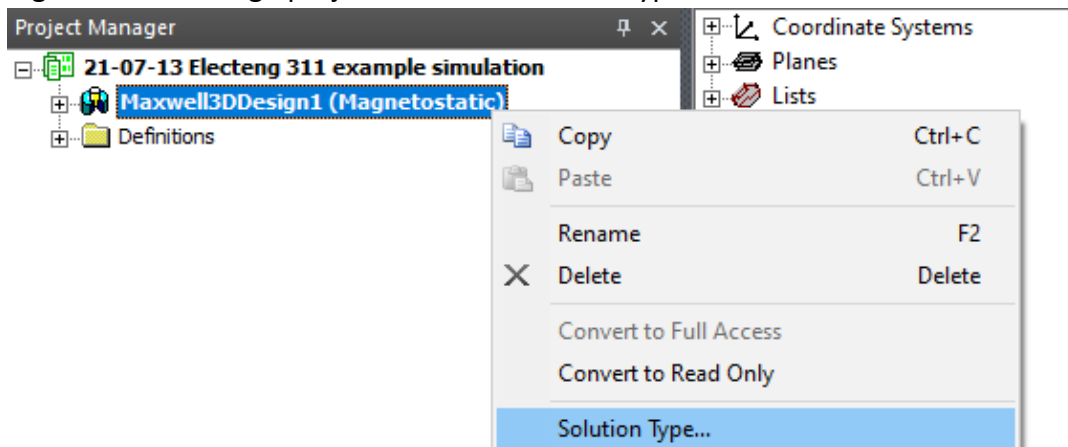 Project Manager
21-07-13 Electeng 311 example simulation
Maxwell3DDesign1 (Magnetostatic)
Definitions
Coordinate Systems
Planes
Lists
Copy Ctrl+C
Paste Ctrl+V
Rename F2
Delete Delete
Convert to Full Access
Convert to Read Only
Solution Type...